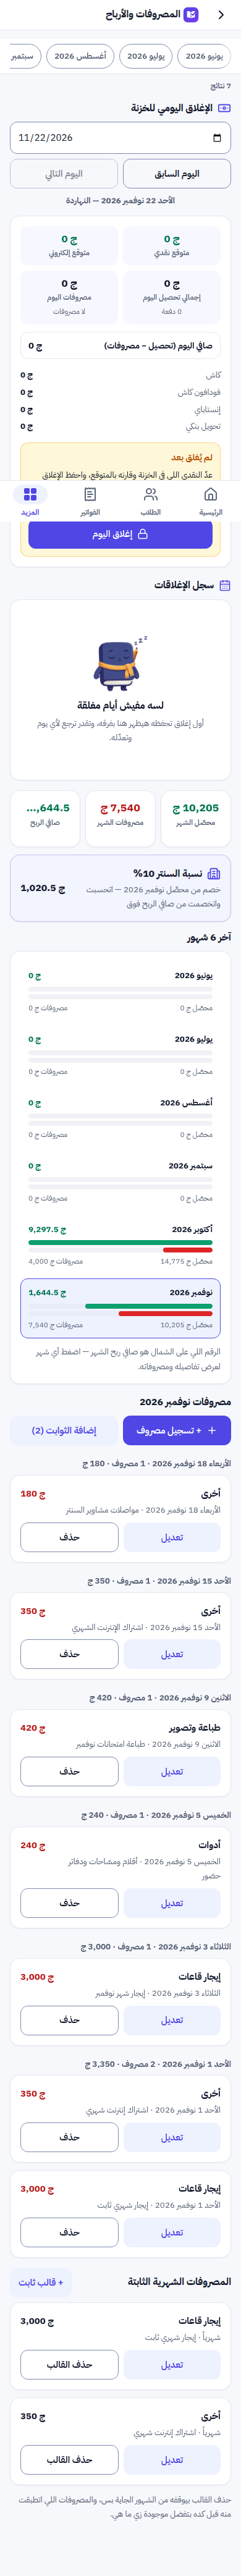 المصروفات والأرباح
يونيو 2026
يوليو 2026
أغسطس 2026
سبتمبر
7 نتائج
الإغلاق اليومي للخزنة
11/22/2026
اليوم السابق
اليوم التالي
الأحد 22 نوفمبر 2026 — النهاردة
0 ج
متوقع نقدي
0 ج
متوقع إلكتروني
0 ج
إجمالي تحصيل اليوم
0 دفعة
0 ج
مصروفات اليوم
لا مصروفات
صافي اليوم (تحصيل − مصروفات)
0 ج
كاش
0 ج
فودافون كاش
0 ج
إنستاباي
0 ج
تحويل بنكي
0 ج
لم يُغلق بعد
عدّ النقدي اللي في الخزنة وقارنه بالمتوقع، واحفظ الإغلاق
الرئيسية
الطلاب
الفواتير
المزيد
إغلاق اليوم
سجل الإغلاقات
لسه مفيش أيام مقفلة
أول إغلاق تحفظه هيظهر هنا بفرقه، وتقدر ترجع لأي يوم
وتعدّله.
10,205 ج
محصّل الشهر
7,540 ج
مصروفات الشهر
1,644.5...
صافي الربح
نسبة السنتر 10%
خصم من محصّل نوفمبر 2026 — اتحسبت
واتخصمت من صافي الربح فوق
1,020.5 ج
آخر 6 شهور
يونيو 2026
0 ج
محصّل 0 ج
مصروفات 0 ج
يوليو 2026
0 ج
محصّل 0 ج
مصروفات 0 ج
أغسطس 2026
0 ج
محصّل 0 ج
مصروفات 0 ج
سبتمبر 2026
0 ج
محصّل 0 ج
مصروفات 0 ج
أكتوبر 2026
9,297.5 ج
محصّل 14,775 ج
مصروفات 4,000 ج
نوفمبر 2026
1,644.5 ج
محصّل 10,205 ج
مصروفات 7,540 ج
الرقم اللي على الشمال هو صافي ربح الشهر — اضغط أي شهر
لعرض تفاصيله ومصروفاته.
مصروفات نوفمبر 2026
+ تسجيل مصروف
إضافة الثوابت (2)
الأربعاء 18 نوفمبر 2026 · 1 مصروف · 180 ج
أخرى
180 ج
الأربعاء 18 نوفمبر 2026 · مواصلات مشاوير السنتر
تعديل
حذف
الأحد 15 نوفمبر 2026 · 1 مصروف · 350 ج
أخرى
350 ج
الأحد 15 نوفمبر 2026 · اشتراك الإنترنت الشهري
تعديل
حذف
الاثنين 9 نوفمبر 2026 · 1 مصروف · 420 ج
طباعة وتصوير
420 ج
الاثنين 9 نوفمبر 2026 · طباعة امتحانات نوفمبر
تعديل
حذف
الخميس 5 نوفمبر 2026 · 1 مصروف · 240 ج
أدوات
240 ج
الخميس 5 نوفمبر 2026 · أقلام وممسّاحات ودفاتر
حضور
تعديل
حذف
الثلاثاء 3 نوفمبر 2026 · 1 مصروف · 3,000 ج
إيجار قاعات
3,000 ج
الثلاثاء 3 نوفمبر 2026 · إيجار شهر نوفمبر
تعديل
حذف
الأحد 1 نوفمبر 2026 · 2 مصروف · 3,350 ج
أخرى
350 ج
الأحد 1 نوفمبر 2026 · اشتراك إنترنت شهري
تعديل
حذف
إيجار قاعات
3,000 ج
الأحد 1 نوفمبر 2026 · إيجار شهري ثابت
تعديل
حذف
المصروفات الشهرية الثابتة
+ قالب ثابت
إيجار قاعات
3,000 ج
شهرياً · إيجار شهري ثابت
تعديل
حذف القالب
أخرى
350 ج
شهرياً · اشتراك إنترنت شهري
تعديل
حذف القالب
حذف القالب بيوقفه من الشهور الجاية بس، والمصروفات اللي اتطبقت
منه قبل كده بتفضل موجودة زي ما هي.